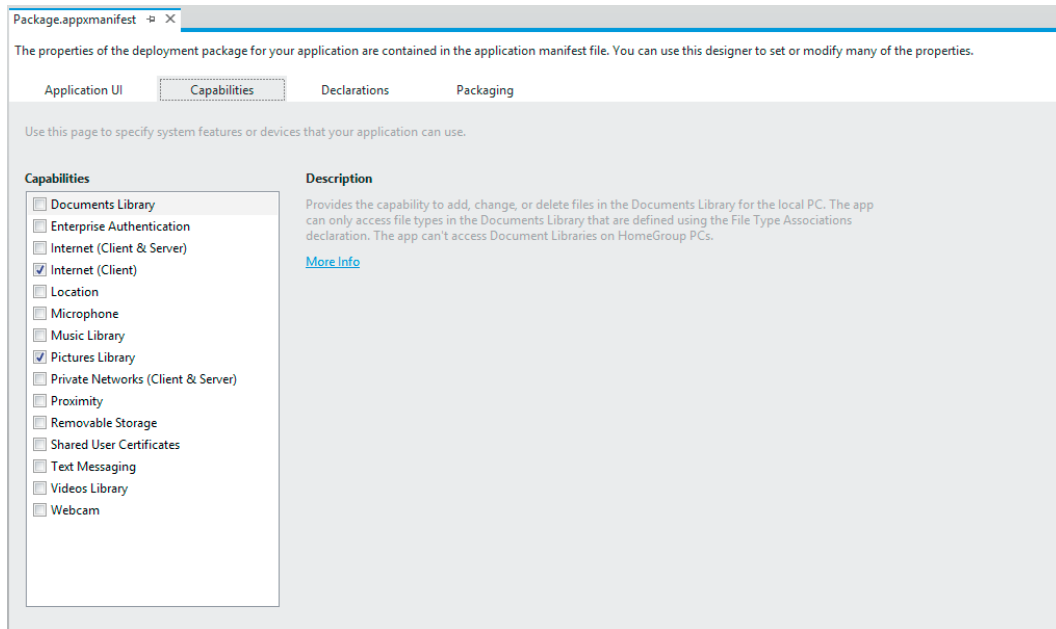 Package.appxmanifest
The properties of the deployment package for your application are contained in the application manifest file. You can use this designer to set or modify many of the properties.
Application UI Capabilities Declarations Packaging
Use this page to specify system features or devices that your application can use.
Capabilities
Documents Library
Enterprise Authentication
Internet (Client & Server)
Internet (Client)
Location
Microphone
Music Library
Pictures Library
Private Networks (Client & Server)
Proximity
Removable Storage
Shared User Certificates
Text Messaging
Videos Library
Webcam
Description
Provides the capability to add, change, or delete files in the Documents Library for the local PC. The app
can only access file types in the Documents Library that are defined using the File Type Associations
declaration. The app can't access Document Libraries on HomeGroup PCs.
More Info